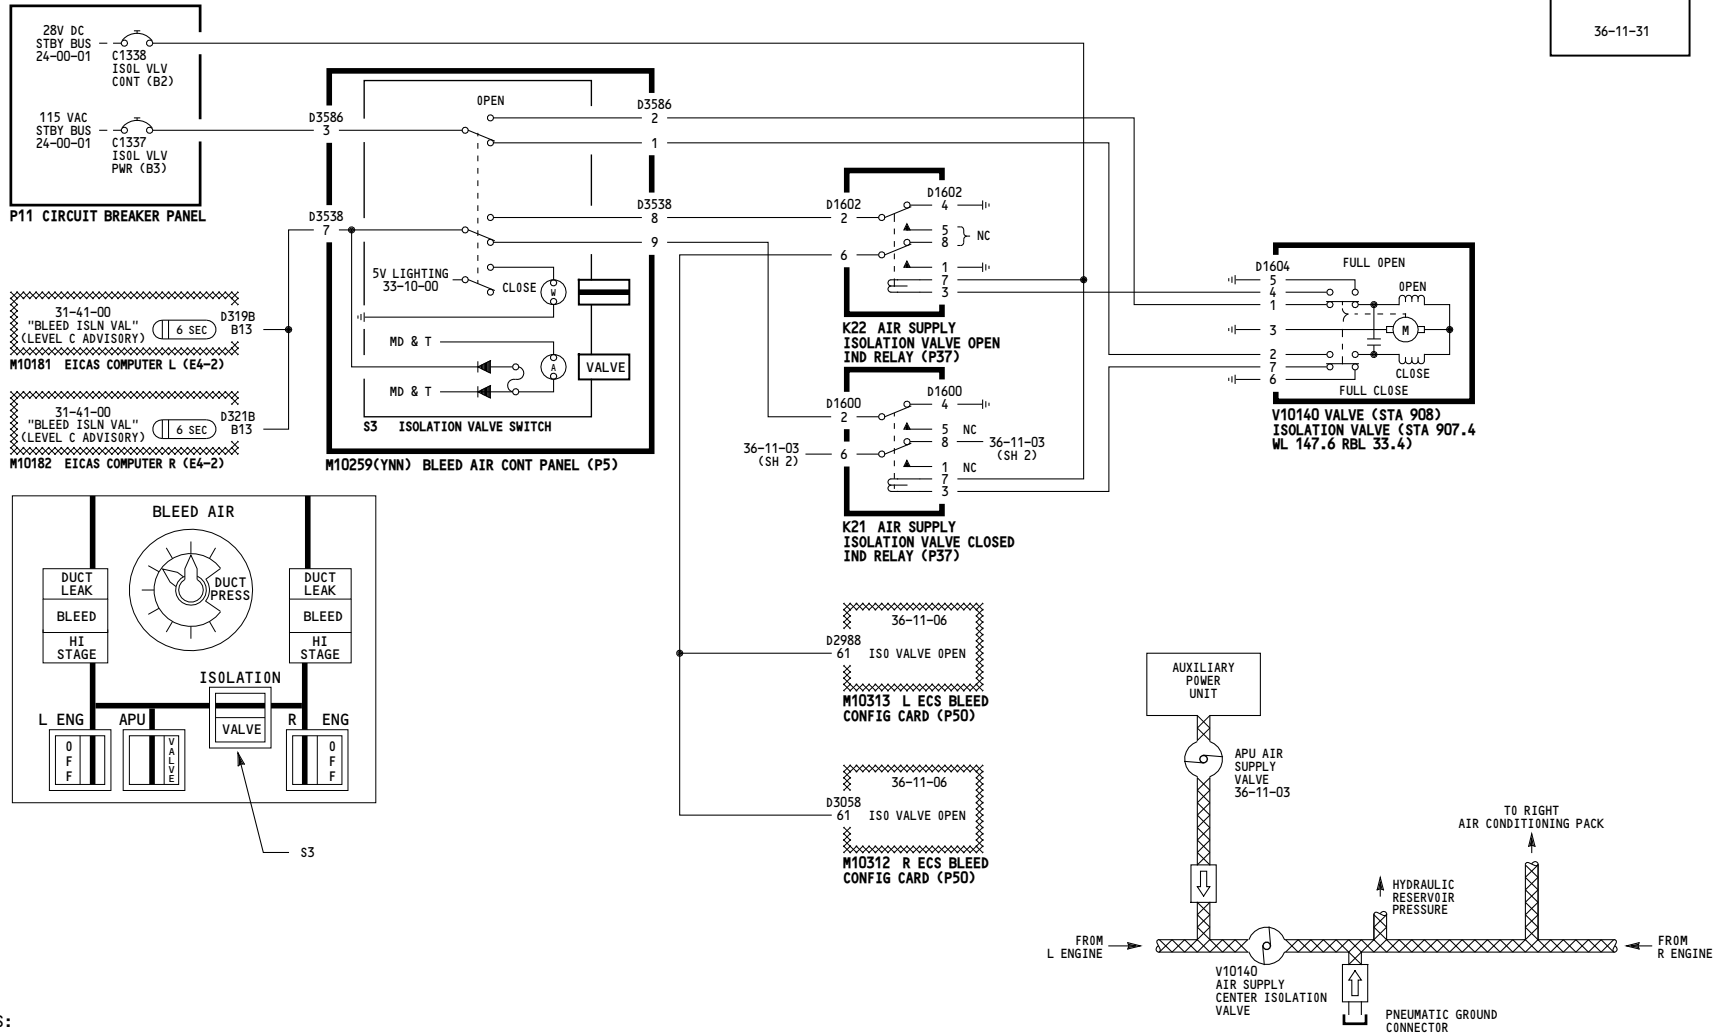 36-11-31
28V DC
STBY BUS
24-00-01
C1338
ISOL VLV
CONT (B2)
115 VAC
STBY BUS
24-00-01
C1337
ISOL VLV
PWR (B3)
P11 CIRCUIT BREAKER PANEL
D3586
3
OPEN
D3586
2
1
D3538
7
D3538
8
9
5V LIGHTING
33-10-00
CLOSE
W
MD & T
A
VALVE
MD & T
S3 ISOLATION VALVE SWITCH
M10259(YNN) BLEED AIR CONT PANEL (P5)
31-41-00
"BLEED ISLN VAL"
(LEVEL C ADVISORY)
6 SEC
D319B
B13
M10181 EICAS COMPUTER L (E4-2)
31-41-00
"BLEED ISLN VAL"
(LEVEL C ADVISORY)
6 SEC
D321B
B13
M10182 EICAS COMPUTER R (E4-2)
D1602
2
6
D1602
4
5
8
NC
1
7
3
K22 AIR SUPPLY
ISOLATION VALVE OPEN
IND RELAY (P37)
D1600
2
36-11-03
(SH 2)
6
D1600
4
5 NC
8
36-11-03
(SH 2)
1 NC
7
3
K21 AIR SUPPLY
ISOLATION VALVE CLOSED
IND RELAY (P37)
D1604
5
4
1
3
2
7
6
FULL OPEN
OPEN
M
CLOSE
FULL CLOSE
V10140 VALVE (STA 908)
ISOLATION VALVE (STA 907.4
WL 147.6 RBL 33.4)
BLEED AIR
DUCT
PRESS
DUCT
LEAK
BLEED
HI
STAGE
DUCT
LEAK
BLEED
HI
STAGE
ISOLATION
VALVE
L ENG
APU
R ENG
OFF
VALVE
OFF
S3
36-11-06
D2988
61
ISO VALVE OPEN
M10313 L ECS BLEED
CONFIG CARD (P50)
36-11-06
D3058
61
ISO VALVE OPEN
M10312 R ECS BLEED
CONFIG CARD (P50)
AUXILIARY
POWER
UNIT
APU AIR
SUPPLY
VALVE
36-11-03
TO RIGHT
AIR CONDITIONING PACK
HYDRAULIC
RESERVOIR
PRESSURE
FROM
L ENGINE
FROM
R ENGINE
V10140
AIR SUPPLY
CENTER ISOLATION
VALVE
PNEUMATIC GROUND
CONNECTOR
S: